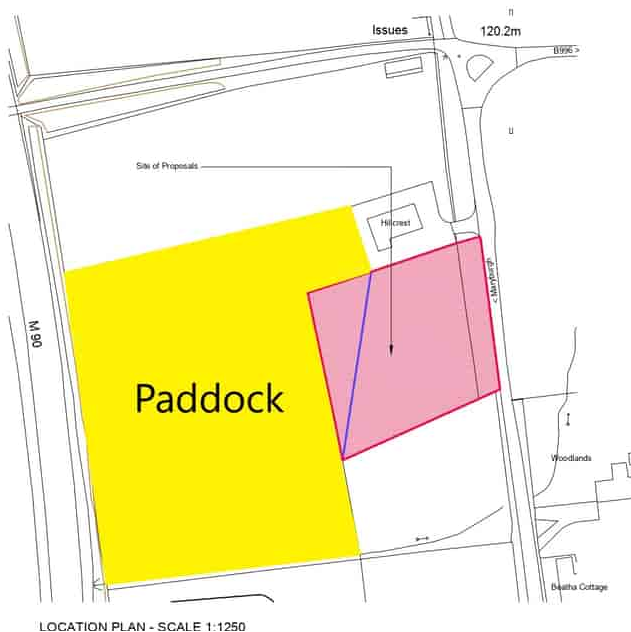 Issues
120.2m
B996 >
Site of Proposals
Hillcrest
< Maryburgh
M 90
Paddock
Woodlands
Beatha Cottage
LOCATION PLAN - SCALE 1:1250